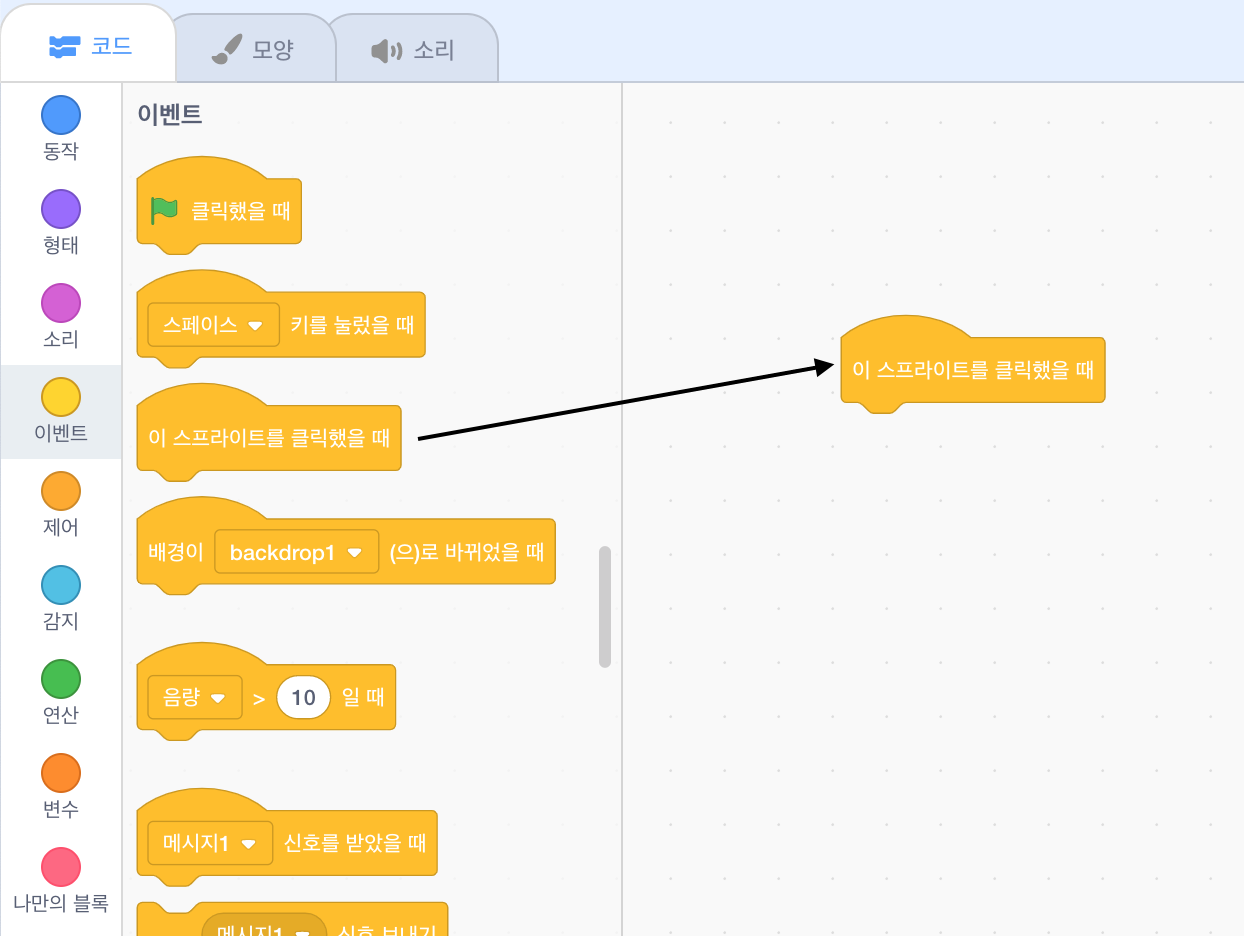 코드
모양
소리
동작
형태
소리
이벤트
제어
감지
연산
변수
나만의 블록
이벤트
클릭했을 때
스페이스 키를 눌렀을 때
이 스프라이트를 클릭했을 때
배경이 backdrop1 (으)로 바뀌었을 때
음량 > 10 일 때
메시지1 신호를 받았을 때
메시지1 신호 보내기
이 스프라이트를 클릭했을 때